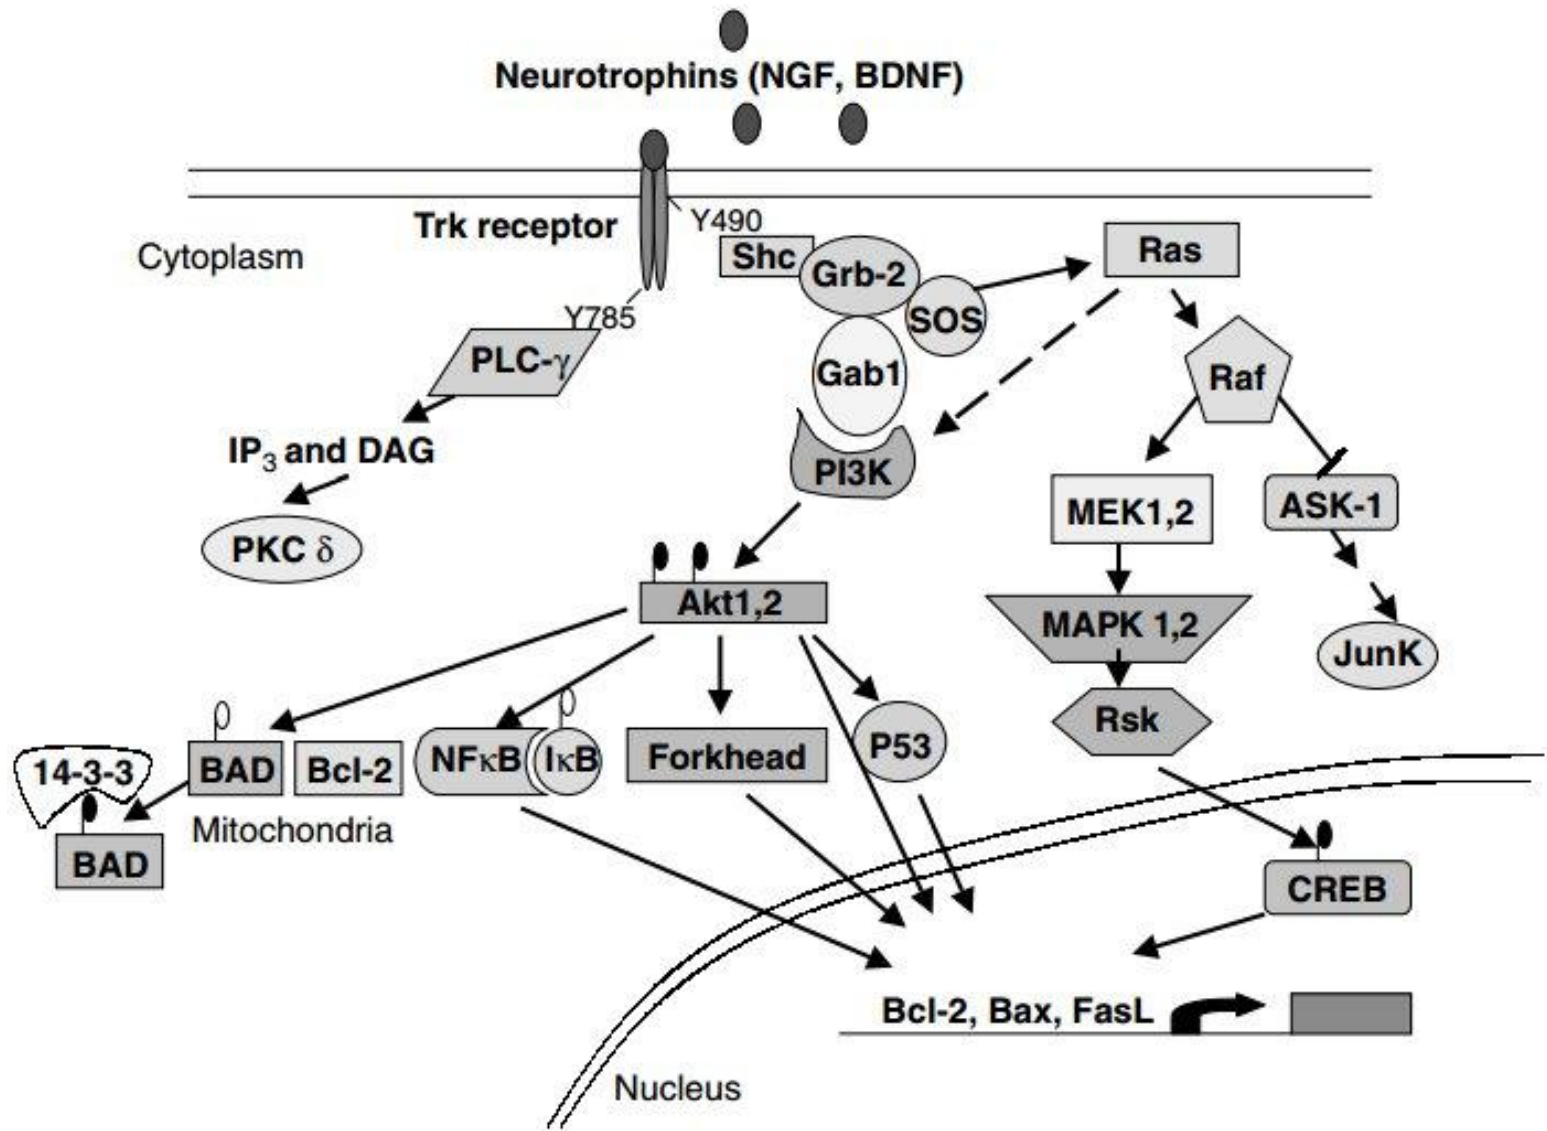 Neurotrophins (NGF, BDNF)
Trk receptor
Y490
Cytoplasm
Shc
Grb-2
SOS
Ras
Y785
PLC-γ
Gab1
Raf
IP3 and DAG
PI3K
MEK1,2
ASK-1
PKC δ
Akt1,2
MAPK 1,2
JunK
Rsk
14-3-3
BAD
Bcl-2
NFκB
IκB
Forkhead
P53
Mitochondria
BAD
CREB
Bcl-2, Bax, FasL
Nucleus